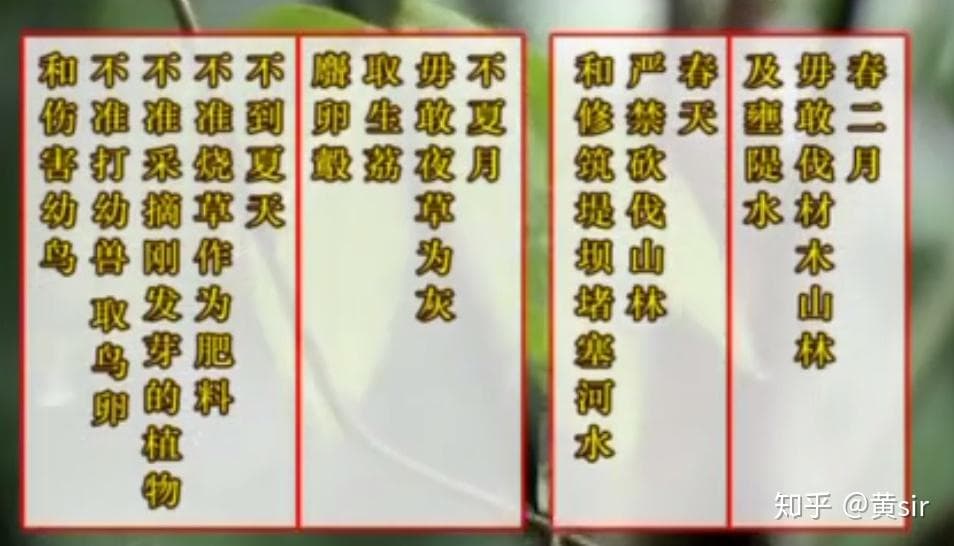 春二月
毋敢伐材木山林
及壅隄水
春天
严禁砍伐山林
和修筑堤坝堵塞河水
不夏月
毋敢夜草为灰
取生荔
麛卵鷇
不到夏天
不准烧草作为肥料
不准采摘刚发芽的植物
不准打幼兽 取鸟卵
和伤害幼鸟
知乎 @黄sir